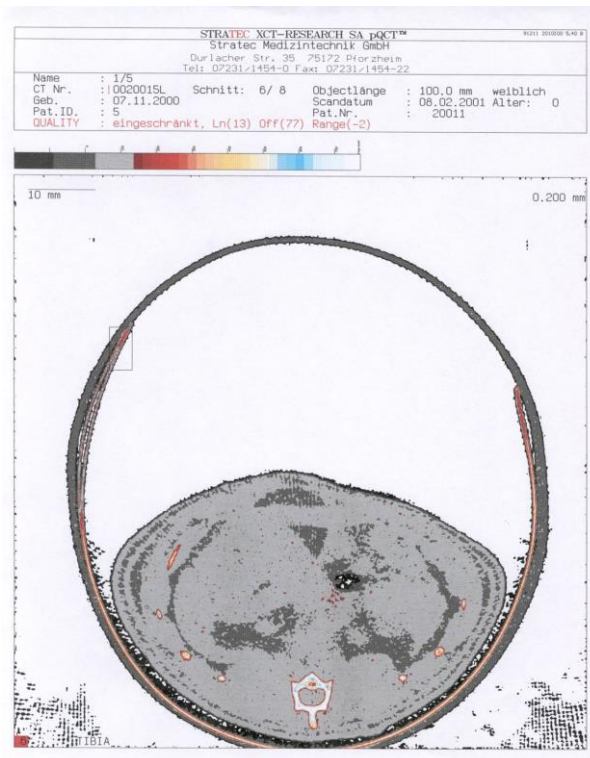 STRATEC XCT-RESEARCH SA pQCT™
Stratec Medizintechnik GmbH
Durlacher Str. 35 75172 Pforzheim
Tel: 07231/1454-0 Fax: 07231/1454-22
Name : 1/5
CT Nr. : 0020015L Schnitt: 6/ 8 Objectlänge : 100.0 mm weiblich
Geb. : 07.11.2000 Scandatum : 08.02.2001 Alter: 0
Pat.ID. : 5 Pat.Nr. : 20011
QUALITY : eingeschränkt, Ln(13) Off(77) Range(-2)
10 mm 0.200 mm
TIBIA